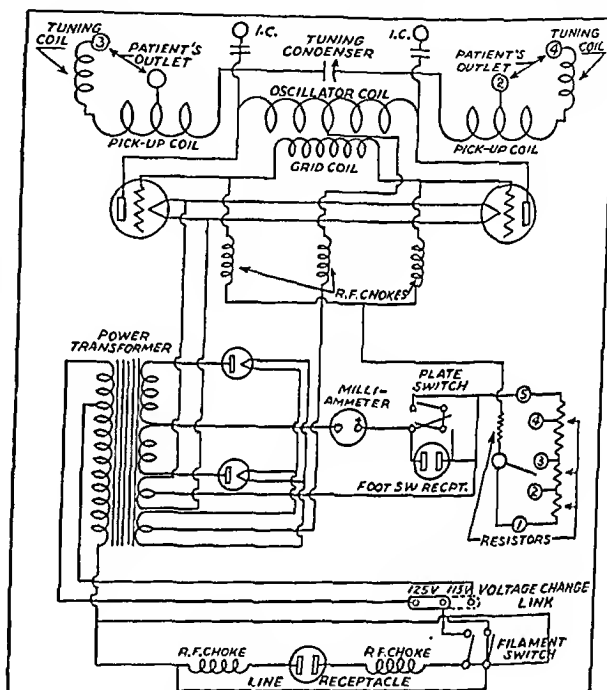 I.C.
I.C.
TUNING
COIL
③
PATIENT'S
OUTLET
TUNING
CONDENSER
PATIENT'S
OUTLET
②
④
TUNING
COIL
OSCILLATOR COIL
PICK-UP COIL
PICK-UP COIL
GRID COIL
R.F. CHOKES
POWER
TRANSFORMER
MILLI-
AMMETER
PLATE
SWITCH
⑤
④
③
②
①
FOOT SW RECPT.
RESISTORS
125V 115V VOLTAGE CHANGE
LINK
FILAMENT
SWITCH
R.F. CHOKE
R.F. CHOKE
LINE RECEPTACLE